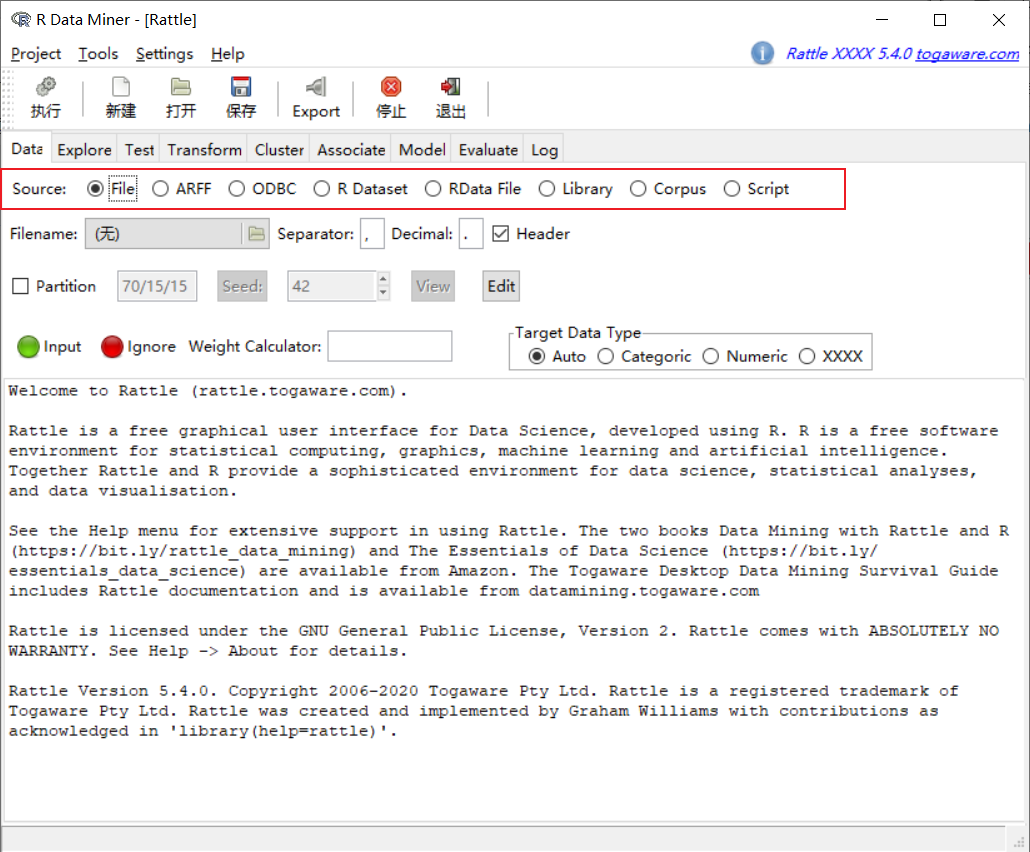 R Data Miner - [Rattle]
Project Tools Settings Help Rattle XXXX 5.4.0 togaware.com
执行 新建 打开 保存 Export 停止 退出
Data Explore Test Transform Cluster Associate Model Evaluate Log
Source: File ARFF ODBC R Dataset RData File Library Corpus Script
Filename: (无) Separator: , Decimal: . Header
Partition 70/15/15 Seed: 42 View Edit
Target Data Type
Input Ignore Weight Calculator: Auto Categoric Numeric XXXX
Welcome to Rattle (rattle.togaware.com).
Rattle is a free graphical user interface for Data Science, developed using R. R is a free software
environment for statistical computing, graphics, machine learning and artificial intelligence.
Together Rattle and R provide a sophisticated environment for data science, statistical analyses,
and data visualisation.
See the Help menu for extensive support in using Rattle. The two books Data Mining with Rattle and R
(https://bit.ly/rattle_data_mining) and The Essentials of Data Science (https://bit.ly/
essentials_data_science) are available from Amazon. The Togaware Desktop Data Mining Survival Guide
includes Rattle documentation and is available from datamining.togaware.com
Rattle is licensed under the GNU General Public License, Version 2. Rattle comes with ABSOLUTELY NO
WARRANTY. See Help -> About for details.
Rattle Version 5.4.0. Copyright 2006-2020 Togaware Pty Ltd. Rattle is a registered trademark of
Togaware Pty Ltd. Rattle was created and implemented by Graham Williams with contributions as
acknowledged in 'library(help=rattle)'.